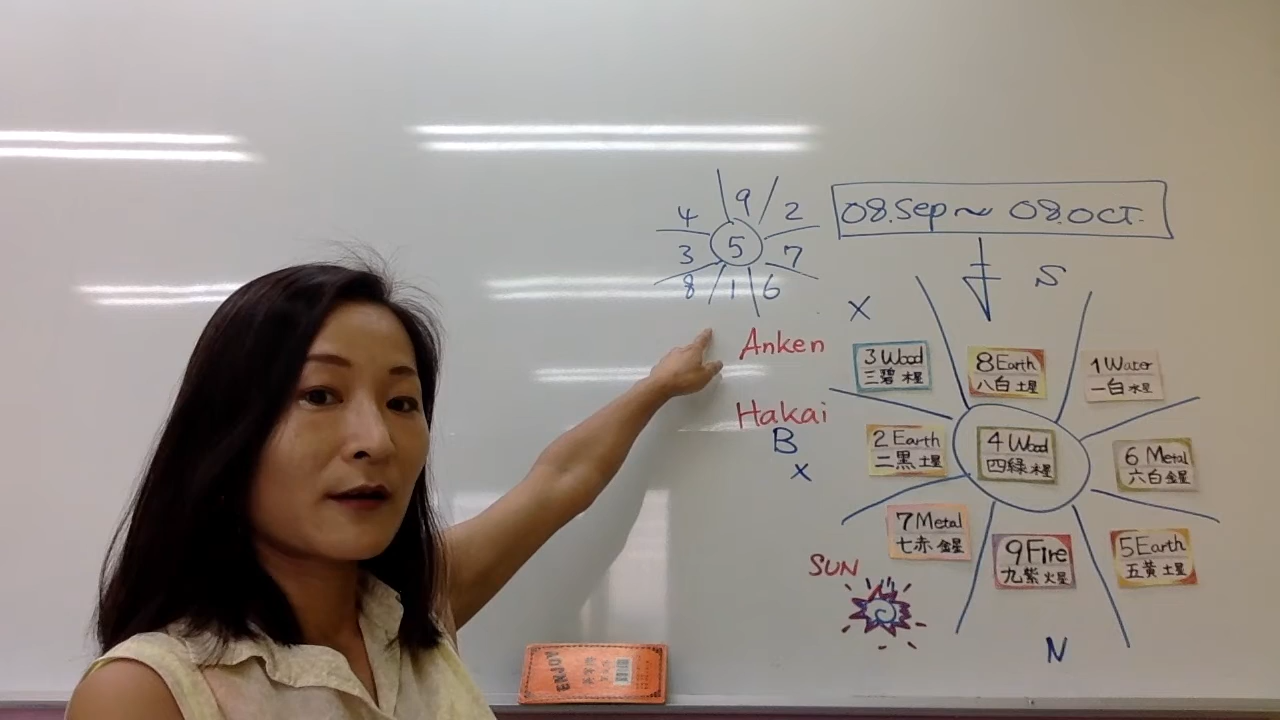 4 9 2
3 5 7
8 1 6
08.Sep~08.OCT.
S
X
Anken
Hakai
B
X
3 Wood
三碧 木星
8 Earth
八白 土星
1 Water
一白 水星
2 Earth
二黒 土星
4 Wood
四緑 木星
6 Metal
六白 金星
7 Metal
七赤 金星
9 Fire
九紫 火星
5 Earth
五黄 土星
SUN
N
ENJOY